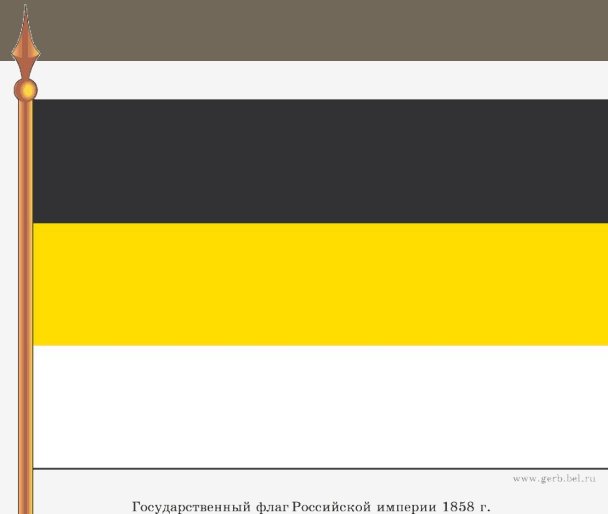 www.gerb.bel.ru
Государственный флаг Российской империи 1858 г.